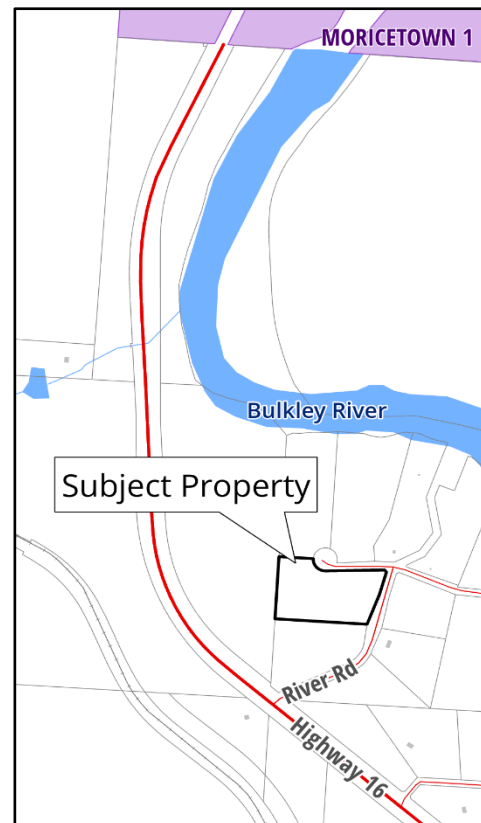 MORICETOWN 1
Bulkley River
Subject Property
River Rd
Highway 16